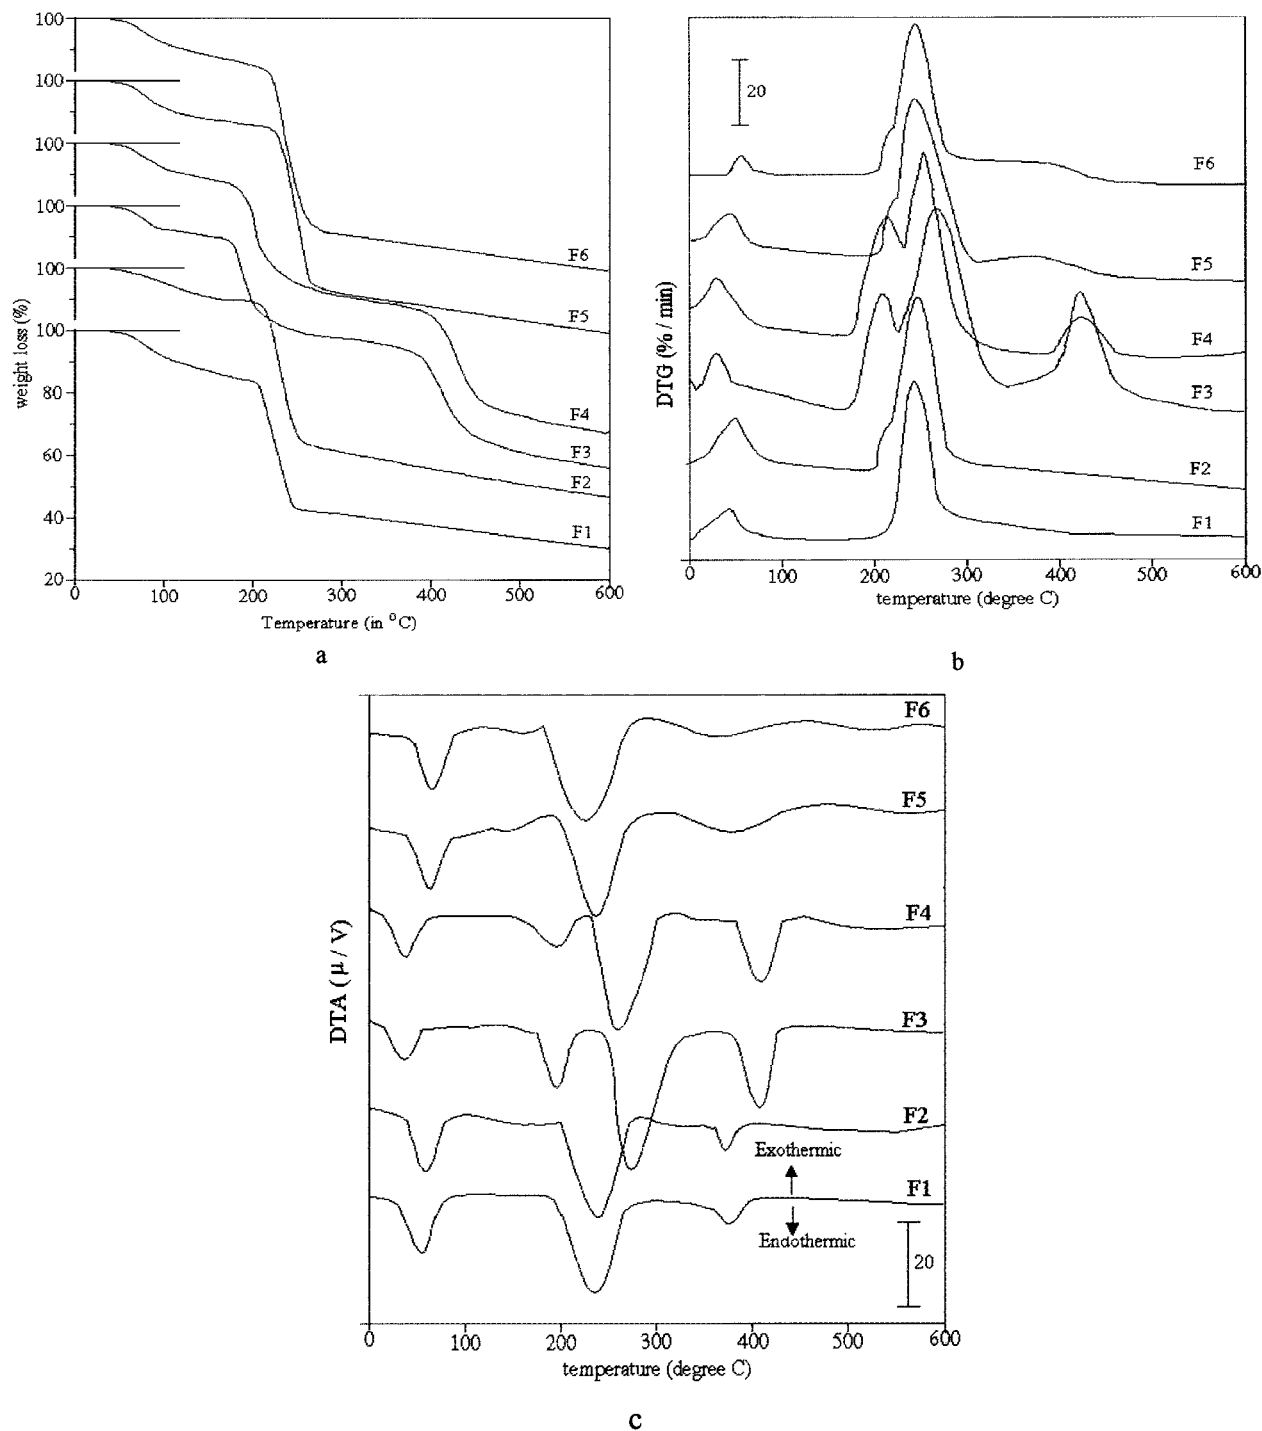 100
100
100
100
100
100
80
60
40
20
weight loss (%)
F6
F5
F4
F3
F2
F1
0 100 200 300 400 500 600
Temperature (in °C)
a
20
DTG (% / min)
F6
F5
F4
F3
F2
F1
0 100 200 300 400 500 600
temperature (degree C)
b
DTA ( μ / V)
F6
F5
F4
F3
F2
Exothermic
F1
Endothermic
20
0 100 200 300 400 500 600
temperature (degree C)
c